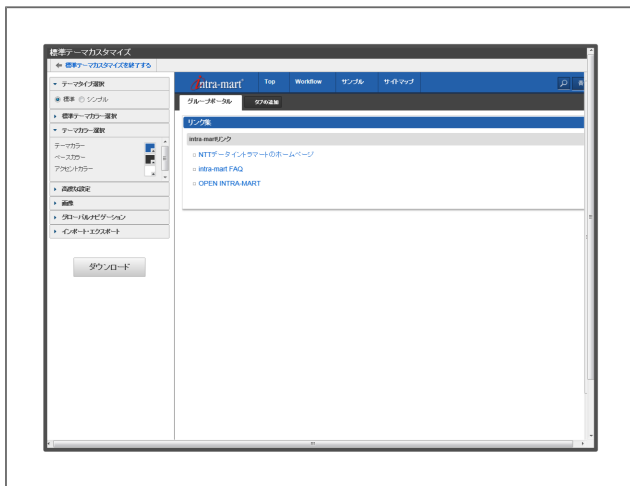 標準テーマカスタマイズ
標準テーマカスタマイズを終了する
テーマタイプ選択
標準 シンプル
標準テーマカラー選択
テーマカラー選択
テーマカラー
ベースカラー
アクセントカラー
高度な設定
画像
グローバルナビゲーション
インポート・エクスポート
ダウンロード
intra-mart Top Workflow サンプル サイトマップ
グループポータル タブの追加
リンク集
intra-martリンク
NTTデータイントラマートのホームページ
intra-mart FAQ
OPEN INTRA-MART